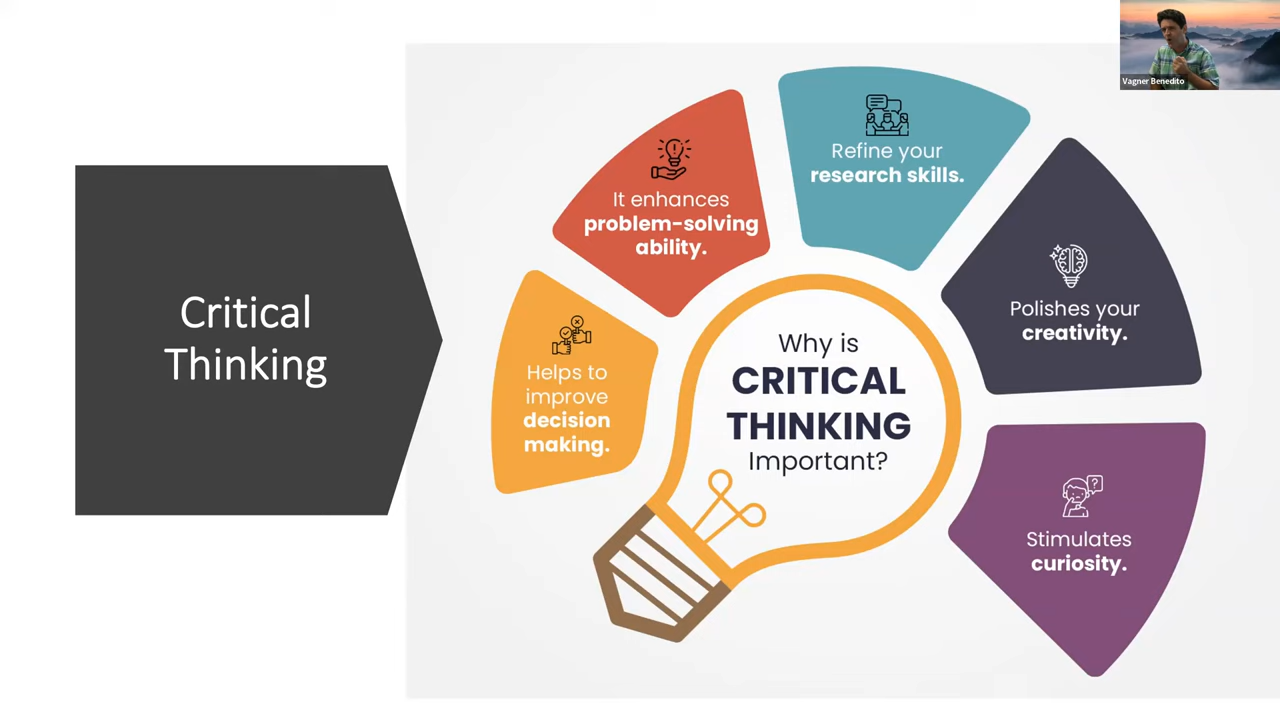 Critical
Thinking
Vagner Benedito
Helps to
improve
decision
making.
It enhances
problem-solving
ability.
Refine your
research skills.
Polishes your
creativity.
Stimulates
curiosity.
Why is
CRITICAL
THINKING
Important?